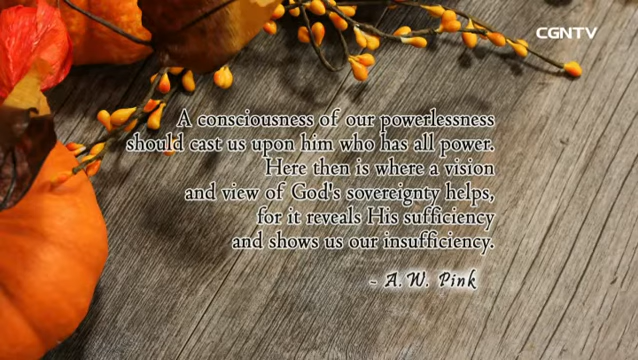 CGNTV
A consciousness of our powerlessness
should cast us upon him who has all power.
Here then is where a vision
and view of God's sovereignty helps,
for it reveals His sufficiency
and shows us our insufficiency.
~ A.W. Pink